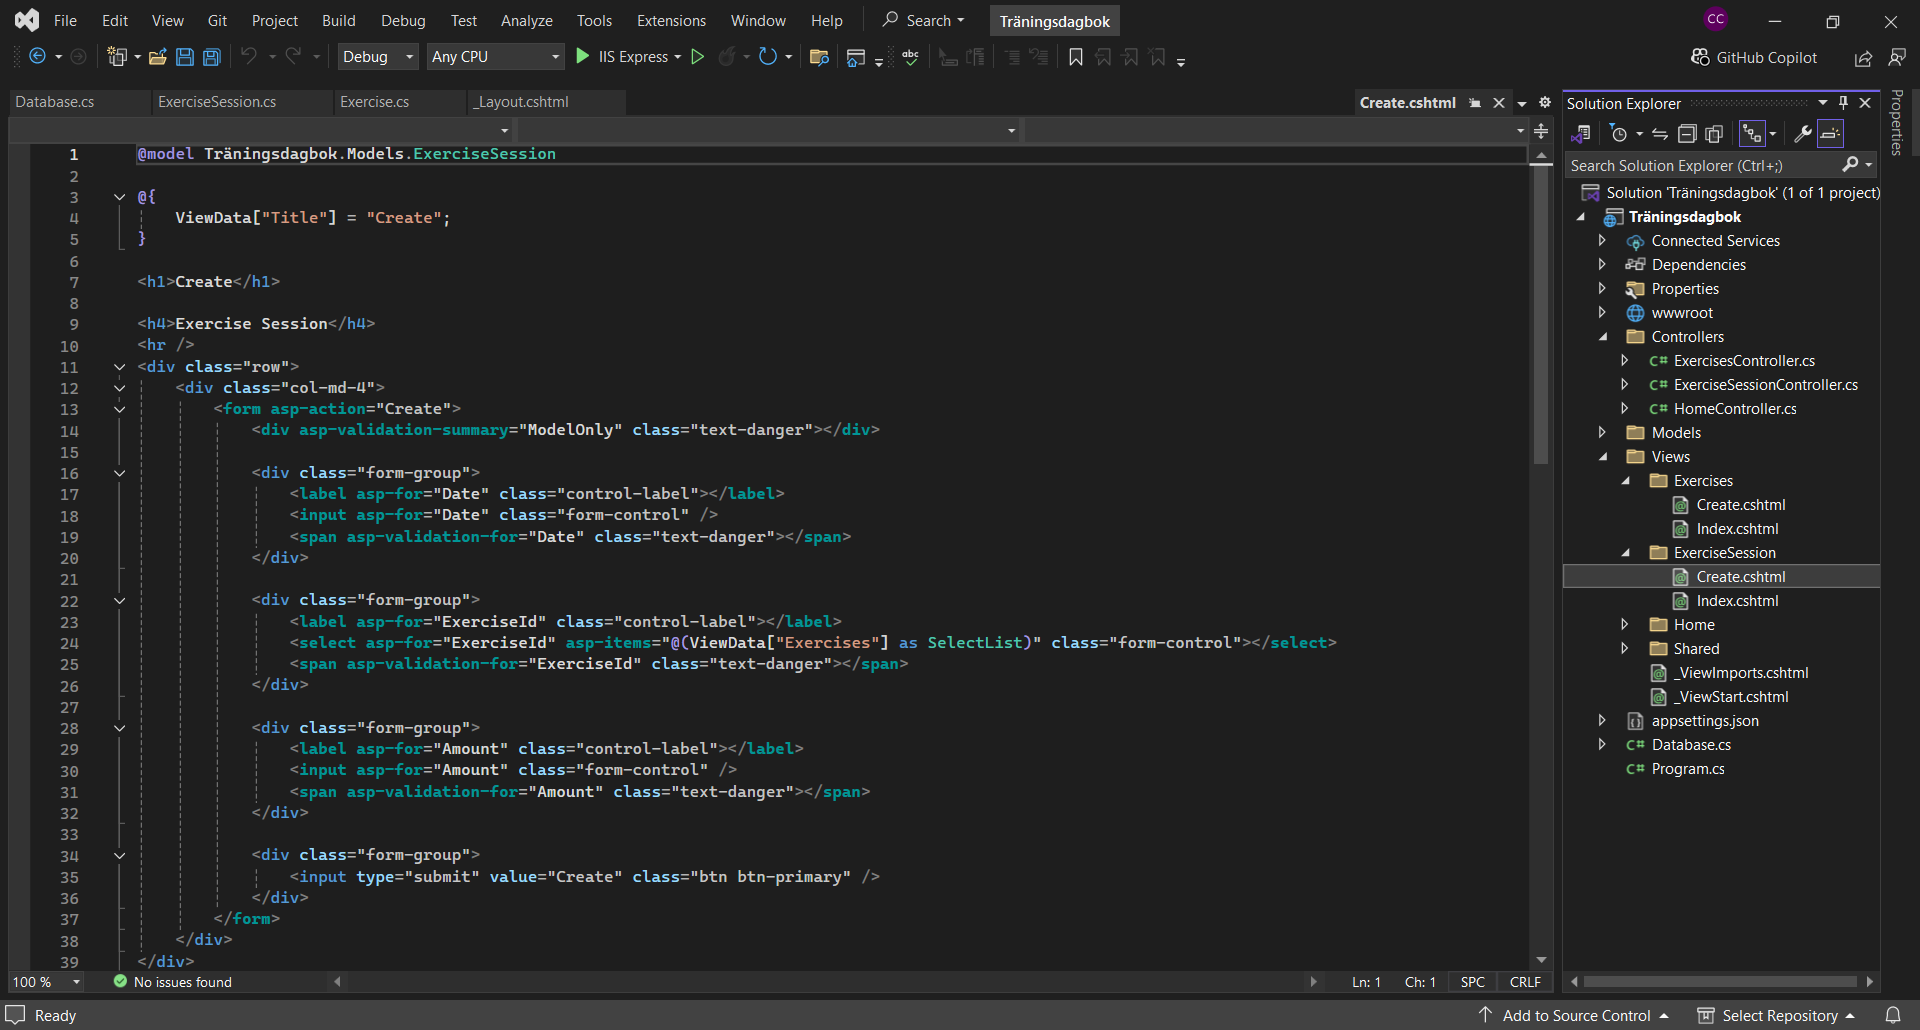 File Edit View Git Project Build Debug Test Analyze Tools Extensions Window Help Search Träningsdagbok CC
Debug Any CPU IIS Express abc GitHub Copilot
Database.cs ExerciseSession.cs Exercise.cs _Layout.cshtml Create.cshtml
1 @model Träningsdagbok.Models.ExerciseSession
2
3 @{
4 ViewData["Title"] = "Create";
5 }
6
7 <h1>Create</h1>
8
9 <h4>Exercise Session</h4>
10 <hr />
11 <div class="row">
12 <div class="col-md-4">
13 <form asp-action="Create">
14 <div asp-validation-summary="ModelOnly" class="text-danger"></div>
15
16 <div class="form-group">
17 <label asp-for="Date" class="control-label"></label>
18 <input asp-for="Date" class="form-control" />
19 <span asp-validation-for="Date" class="text-danger"></span>
20 </div>
21
22 <div class="form-group">
23 <label asp-for="ExerciseId" class="control-label"></label>
24 <select asp-for="ExerciseId" asp-items="@(ViewData["Exercises"] as SelectList)" class="form-control"></select>
25 <span asp-validation-for="ExerciseId" class="text-danger"></span>
26 </div>
27
28 <div class="form-group">
29 <label asp-for="Amount" class="control-label"></label>
30 <input asp-for="Amount" class="form-control" />
31 <span asp-validation-for="Amount" class="text-danger"></span>
32 </div>
33
34 <div class="form-group">
35 <input type="submit" value="Create" class="btn btn-primary" />
36 </div>
37 </form>
38 </div>
39 </div>
100 % No issues found Ln: 1 Ch: 1 SPC CRLF
Solution Explorer
Search Solution Explorer (Ctrl+;)
Solution 'Träningsdagbok' (1 of 1 project)
Träningsdagbok
Connected Services
Dependencies
Properties
wwwroot
Controllers
C# ExercisesController.cs
C# ExerciseSessionController.cs
C# HomeController.cs
Models
Views
Exercises
Create.cshtml
Index.cshtml
ExerciseSession
Create.cshtml
Index.cshtml
Home
Shared
_ViewImports.cshtml
_ViewStart.cshtml
appsettings.json
C# Database.cs
C# Program.cs
Properties
Ready Add to Source Control Select Repository